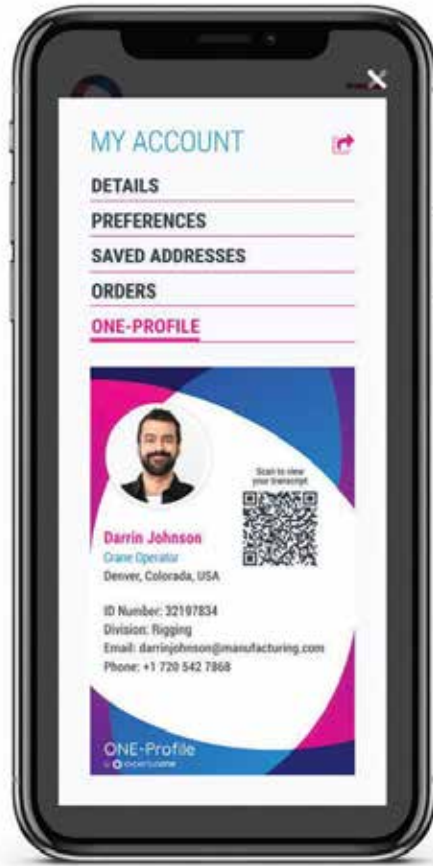 MY ACCOUNT
DETAILS
PREFERENCES
SAVED ADDRESSES
ORDERS
ONE-PROFILE
Scan to view
your transcript
Darrin Johnson
Crane Operator
Denver, Colorada, USA
ID Number: 32197834
Division: Rigging
Email: darrinjohnson@manufacturing.com
Phone: +1 720 542 7868
ONE-Profile